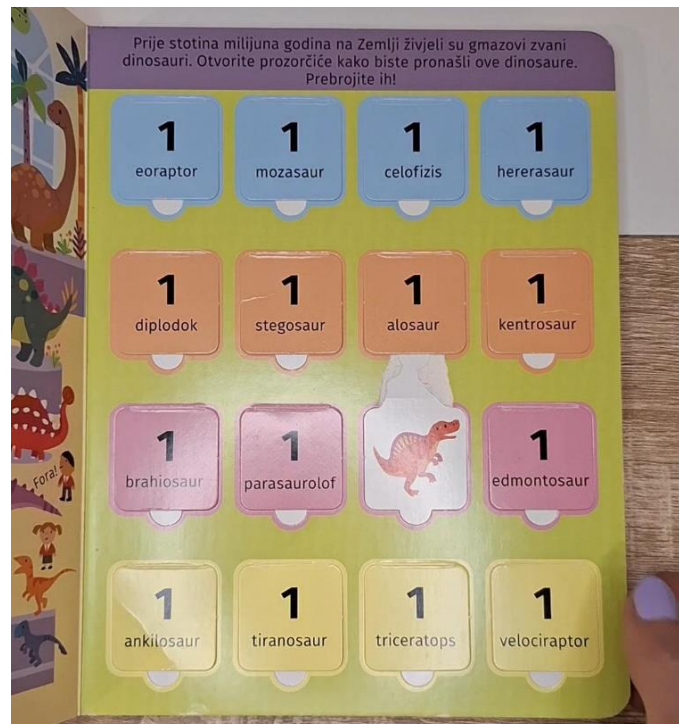 Prije stotina milijuna godina na Zemlji živjeli su gmazovi zvani
dinosauri. Otvorite prozorčiće kako biste pronašli ove dinosaure.
Prebrojite ih!
1 1 1 1
eoraptor mozasaur celofizis hererasaur
1 1 1 1
diplodok stegosaur alosaur kentrosaur
1 1 1
brahiosaur parasaurolof edmontosaur
Fora!
1 1 1 1
ankilosaur tiranosaur triceratops velociraptor